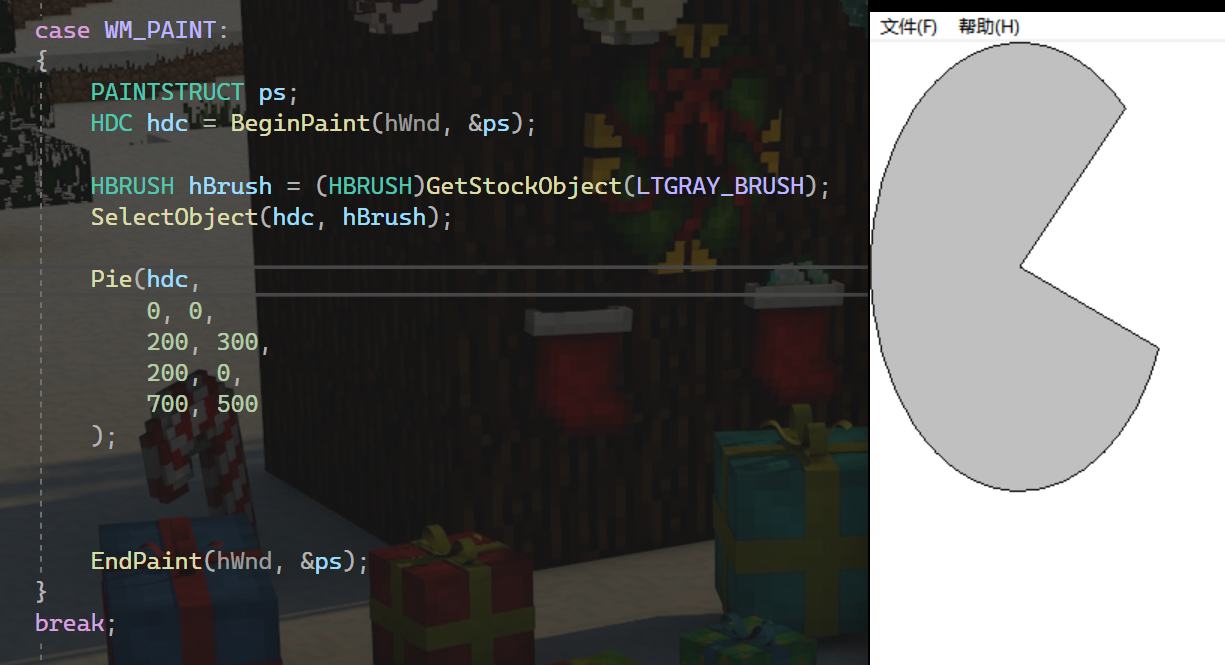 case WM_PAINT:
{
PAINTSTRUCT ps;
HDC hdc = BeginPaint(hWnd, &ps);
HBRUSH hBrush = (HBRUSH)GetStockObject(LTGRAY_BRUSH);
SelectObject(hdc, hBrush);
Pie(hdc,
0, 0,
200, 300,
200, 0,
700, 500
);
EndPaint(hWnd, &ps);
}
break;
文件(F) 帮助(H)